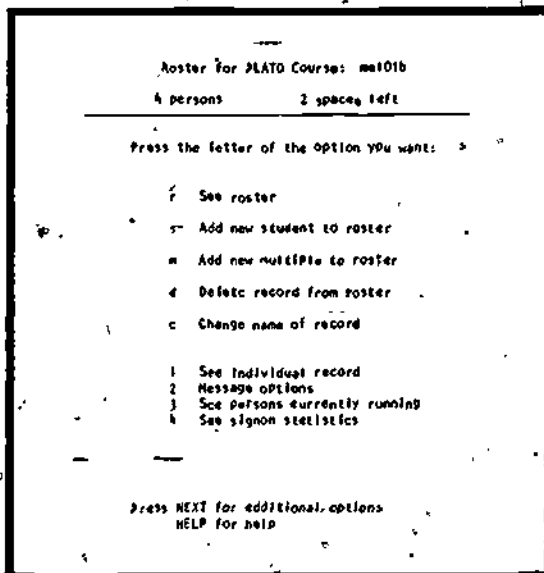 Roster for PLATO Course: mat01b
4 persons 2 spaces left
Press the letter of the option you want: s
r See roster
s Add new student to roster
m Add new multiple to roster
d Delete record from roster
c Change name of record
1 See individual record
2 Message options
3 See persons currently running
4 See signon statistics
Press NEXT for additional options
HELP for help